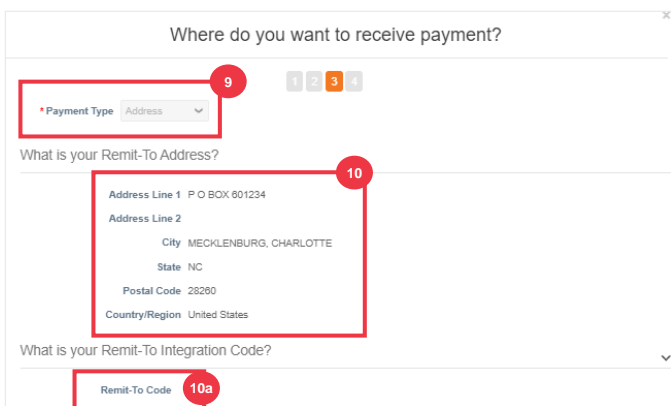 Where do you want to receive payment?
1 2 3 4
9
* Payment Type Address
What is your Remit-To Address?
10
Address Line 1 P O BOX 601234
Address Line 2
City MECKLENBURG, CHARLOTTE
State NC
Postal Code 28260
Country/Region United States
What is your Remit-To Integration Code?
Remit-To Code 10a